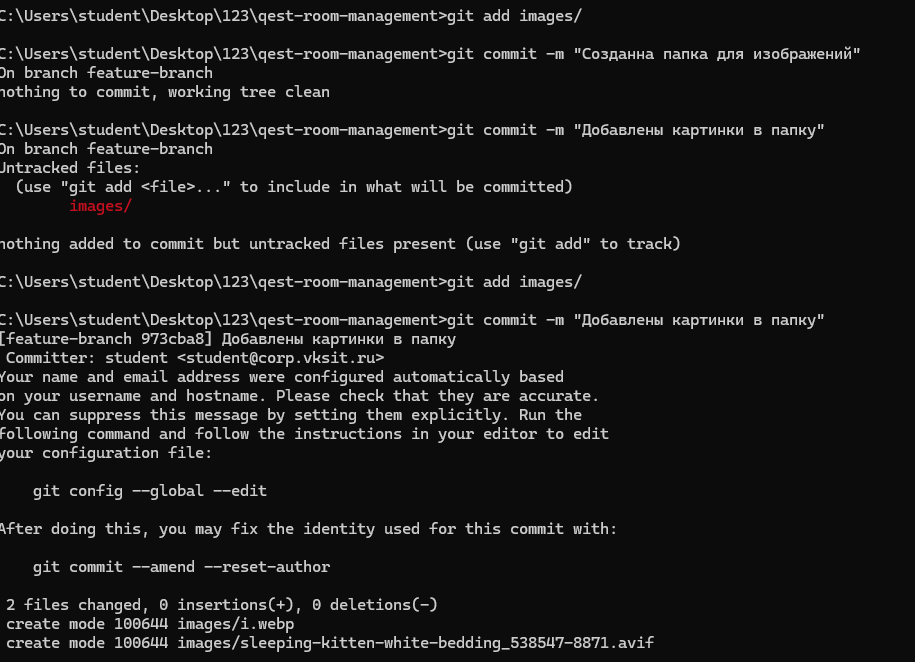 C:\Users\student\Desktop\123\qest-room-management>git add images/
C:\Users\student\Desktop\123\qest-room-management>git commit -m "Созданна папка для изображений"
On branch feature-branch
nothing to commit, working tree clean
C:\Users\student\Desktop\123\qest-room-management>git commit -m "Добавлены картинки в папку"
On branch feature-branch
Untracked files:
(use "git add <file>..." to include in what will be committed)
images/
nothing added to commit but untracked files present (use "git add" to track)
C:\Users\student\Desktop\123\qest-room-management>git add images/
C:\Users\student\Desktop\123\qest-room-management>git commit -m "Добавлены картинки в папку"
[feature-branch 973cba8] Добавлены картинки в папку
Committer: student <student@corp.vksit.ru>
Your name and email address were configured automatically based
on your username and hostname. Please check that they are accurate.
You can suppress this message by setting them explicitly. Run the
following command and follow the instructions in your editor to edit
your configuration file:
git config --global --edit
After doing this, you may fix the identity used for this commit with:
git commit --amend --reset-author
2 files changed, 0 insertions(+), 0 deletions(-)
create mode 100644 images/i.webp
create mode 100644 images/sleeping-kitten-white-bedding_538547-8871.avif